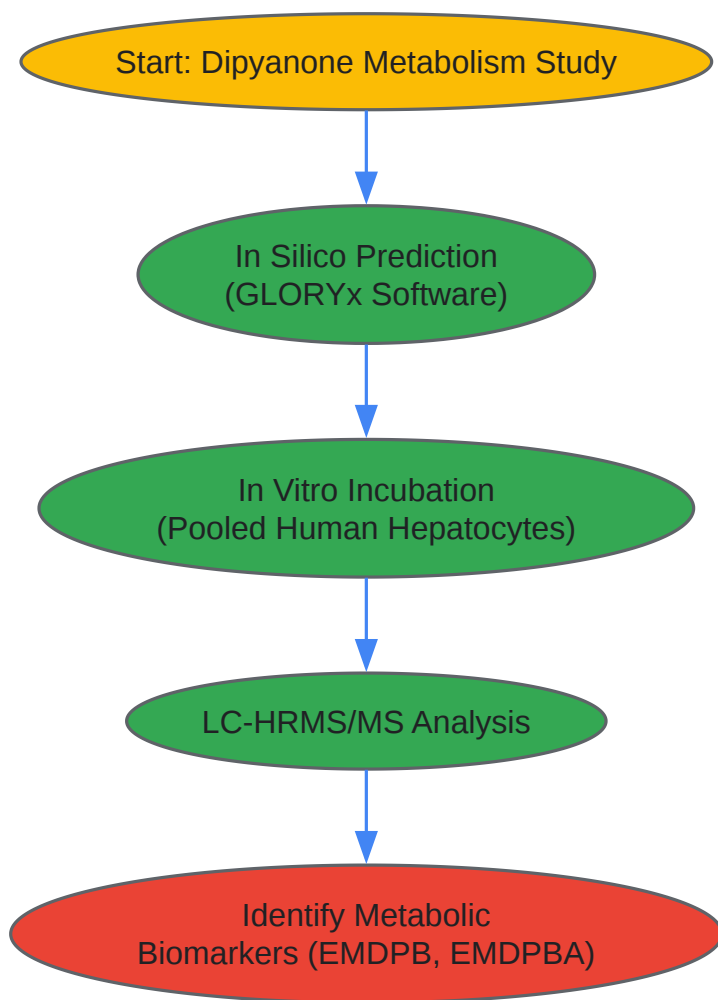 Start: Dipyanone Metabolism Study
In Silico Prediction
(GLORYx Software)
In Vitro Incubation
(Pooled Human Hepatocytes)
LC-HRMS/MS Analysis
Identify Metabolic
Biomarkers (EMDPB, EMDPBA)